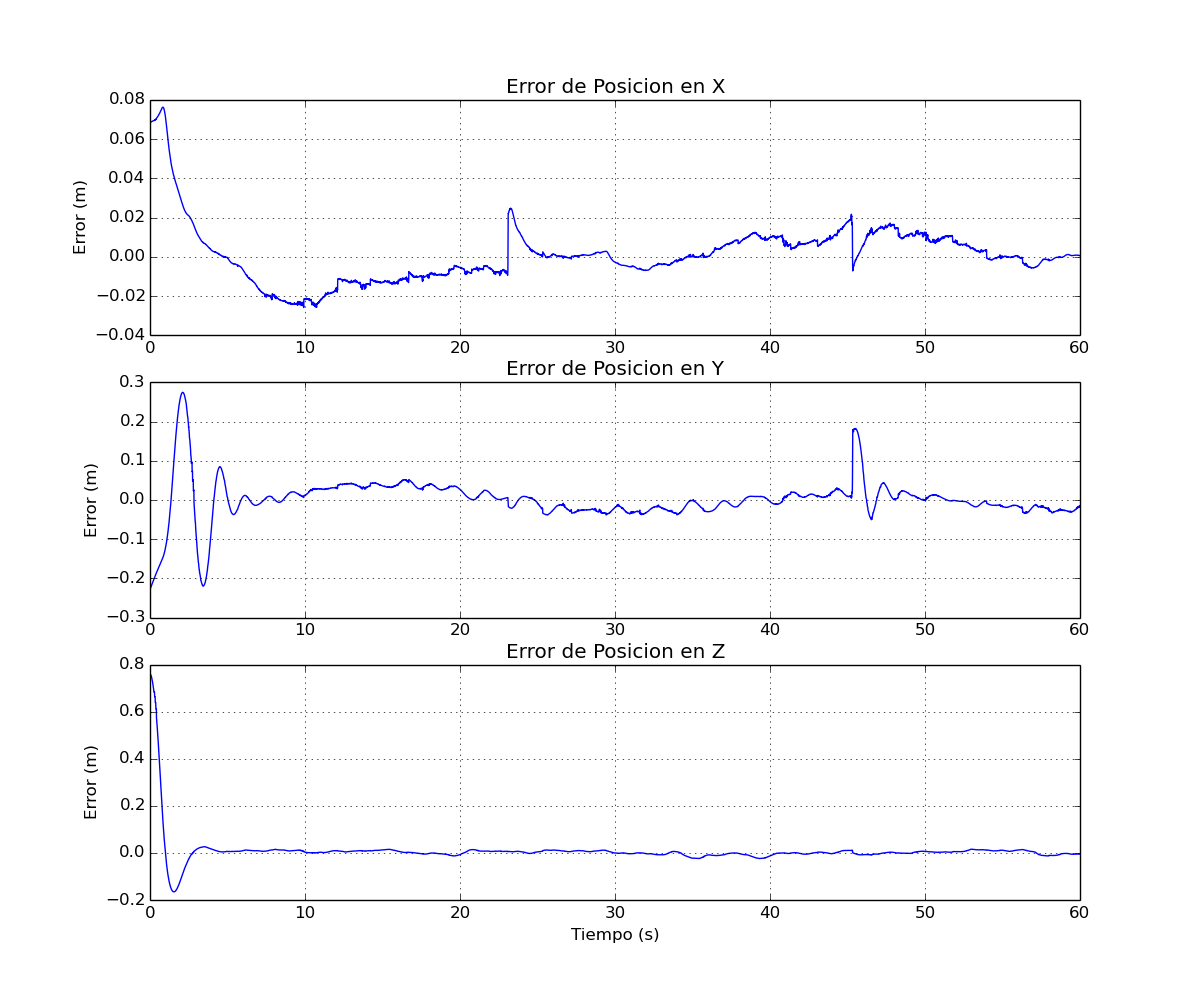 Error de Posicion en X
Error (m)
0.08
0.06
0.04
0.02
0.00
−0.02
−0.04
0 10 20 30 40 50 60
Error de Posicion en Y
Error (m)
0.3
0.2
0.1
0.0
−0.1
−0.2
−0.3
0 10 20 30 40 50 60
Error de Posicion en Z
Error (m)
0.8
0.6
0.4
0.2
0.0
−0.2
0 10 20 30 40 50 60
Tiempo (s)